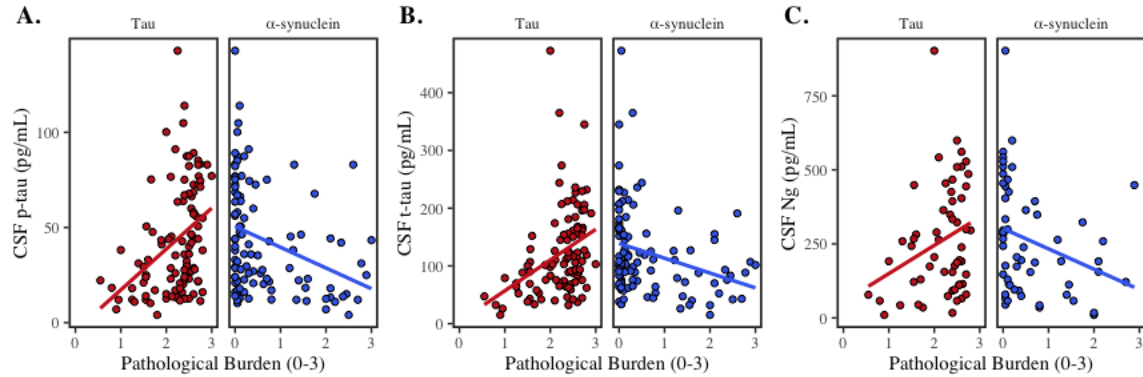 A.
Tau
α-synuclein
CSF p-tau (pg/mL)
100
50
0
0 1 2 3 0 1 2 3
Pathological Burden (0-3)
B.
Tau
α-synuclein
CSF t-tau (pg/mL)
400
300
200
100
0
0 1 2 3 0 1 2 3
Pathological Burden (0-3)
C.
Tau
α-synuclein
CSF Ng (pg/mL)
750
500
250
0
0 1 2 3 0 1 2 3
Pathological Burden (0-3)